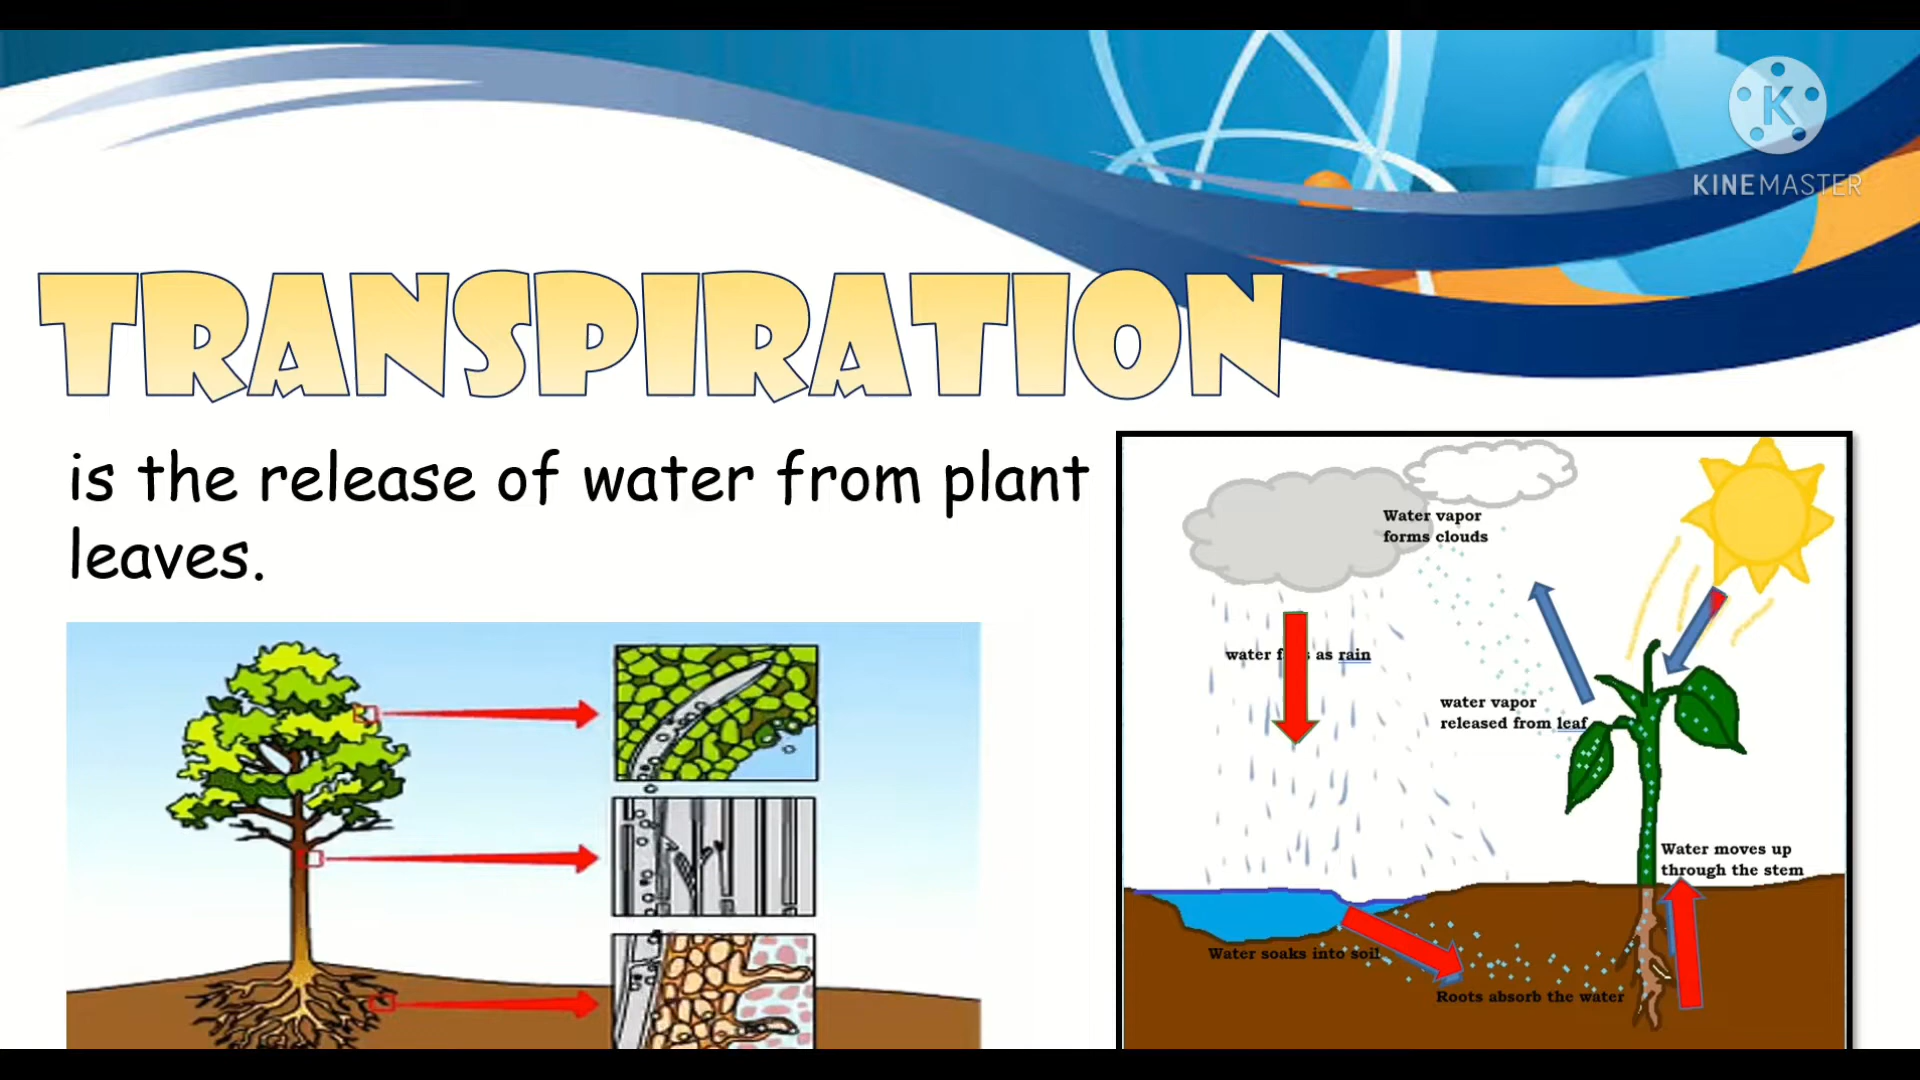 K
KINEMASTER
TRANSPIRATION
is the release of water from plant
leaves.
Water vapor
forms clouds
water as rain
water vapor
released from leaf
Water moves up
through the stem
Water soaks into soil
Roots absorb the water